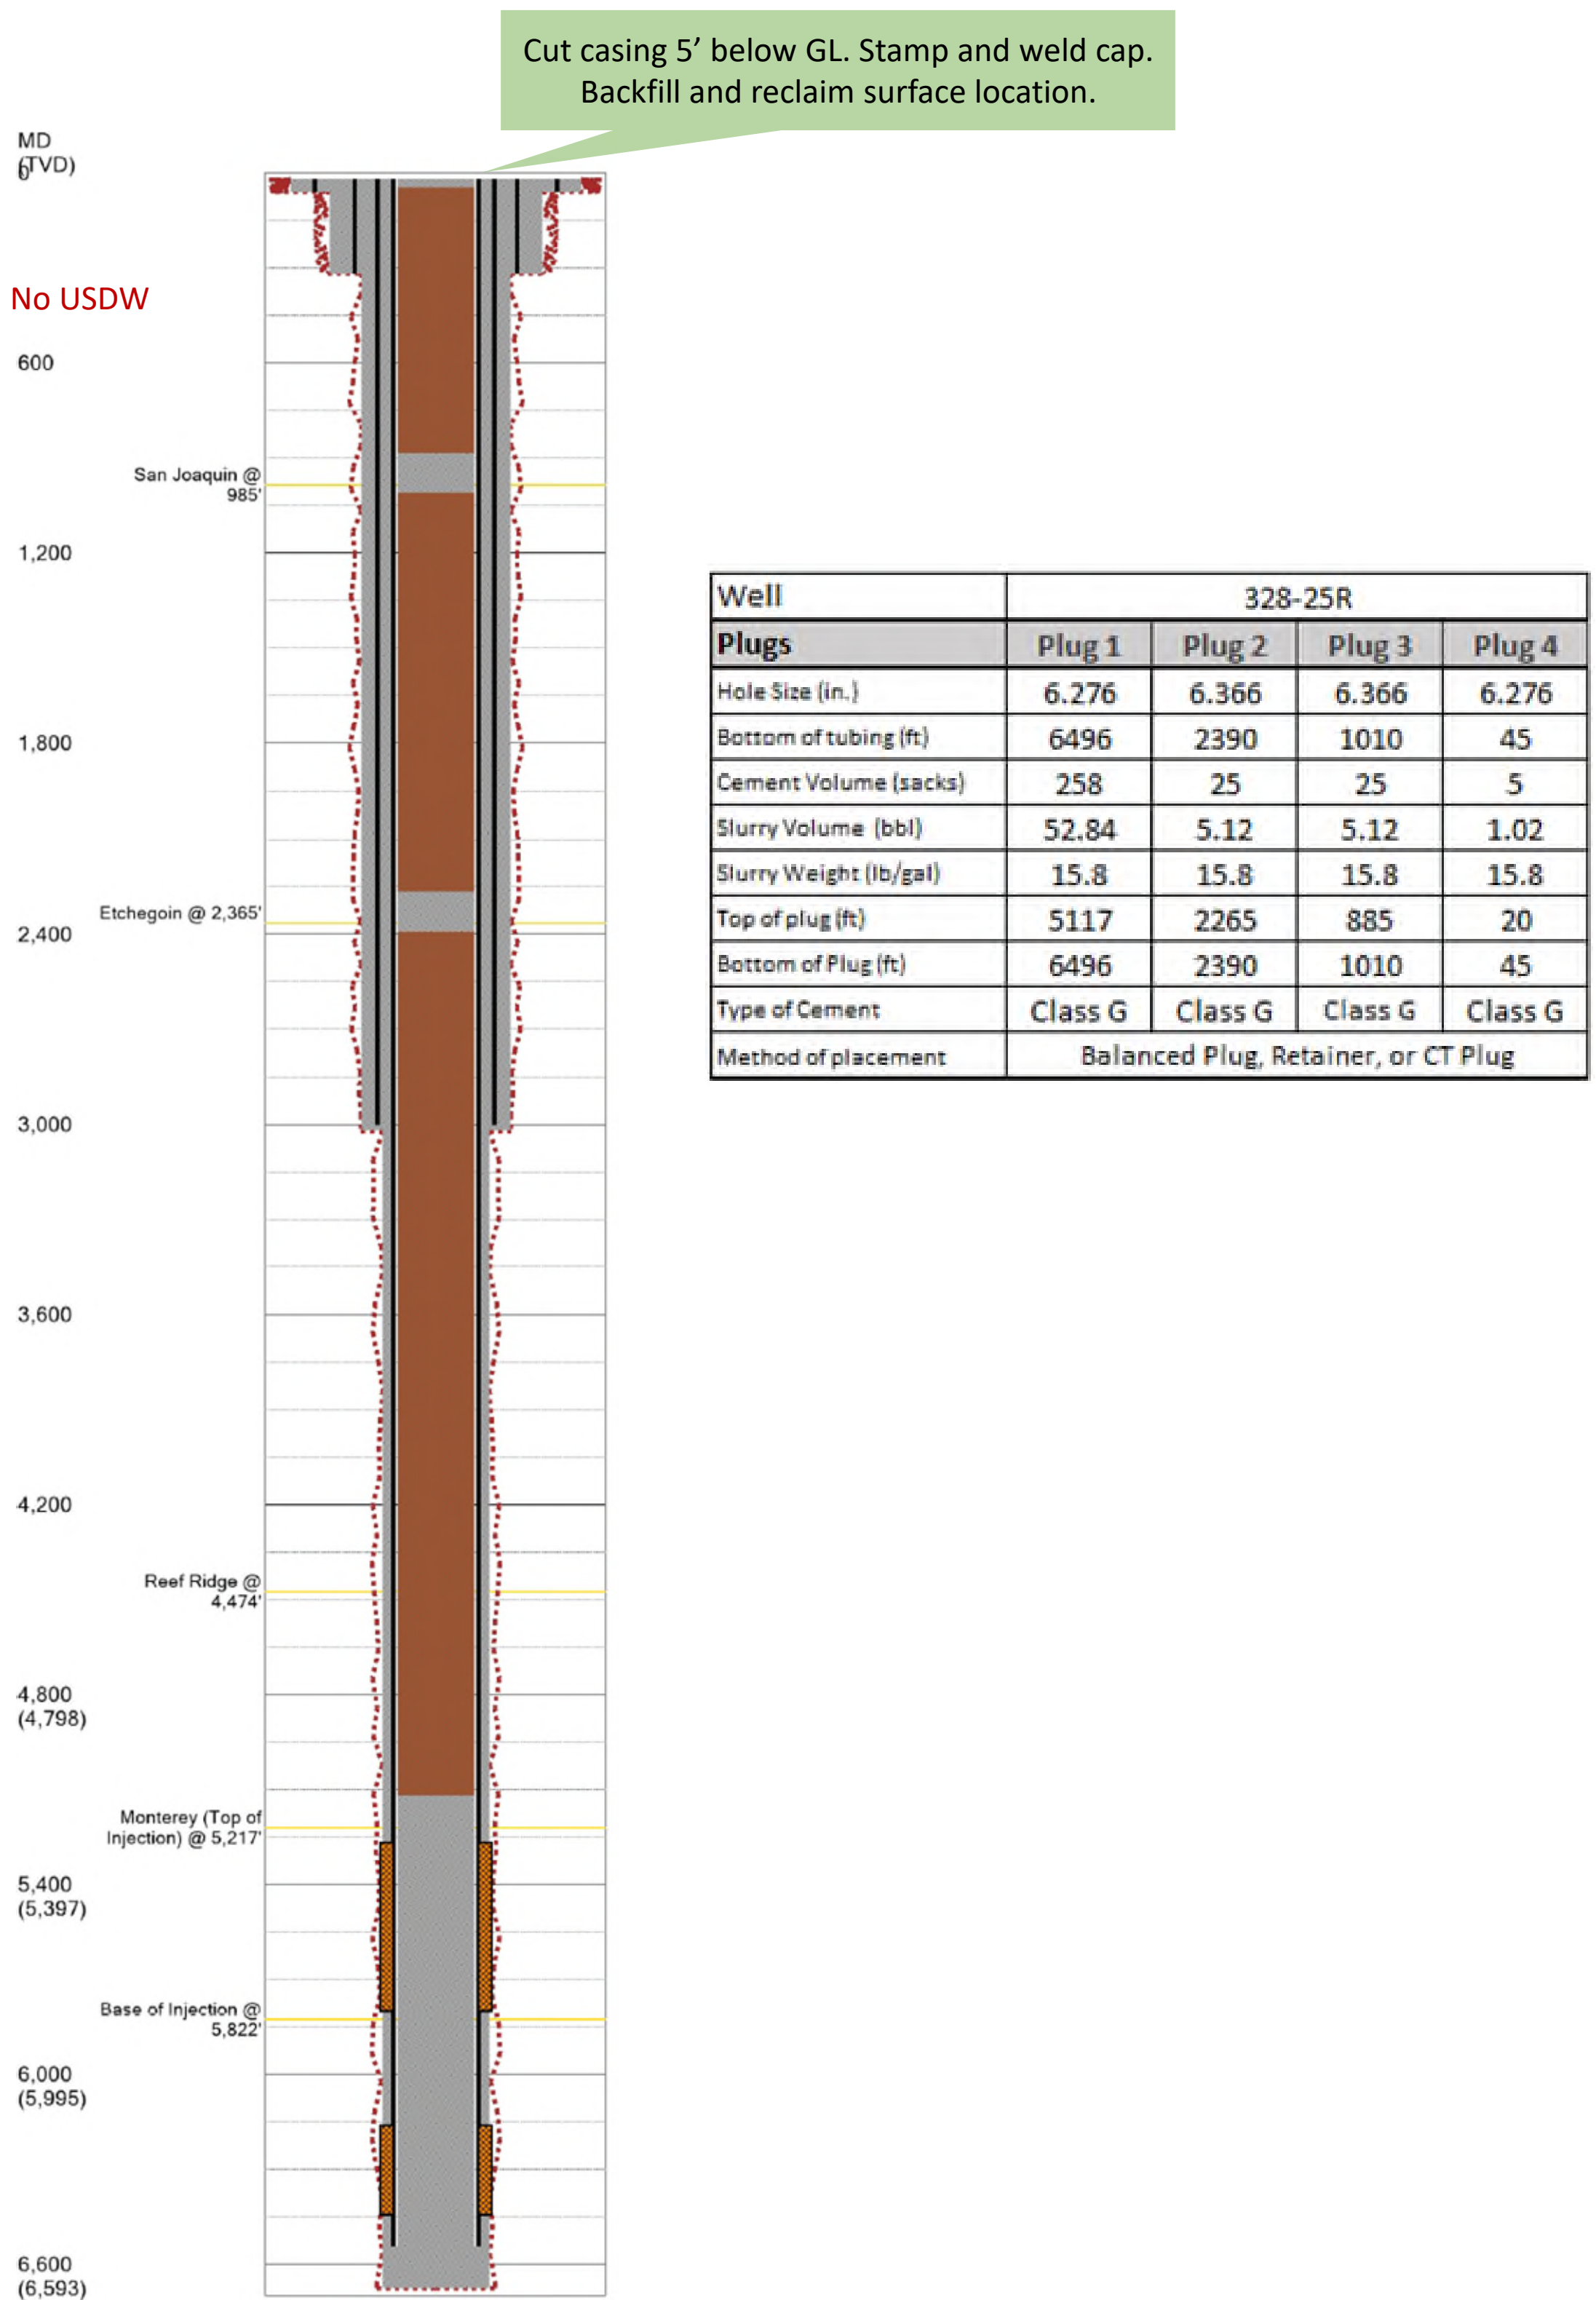 Cut casing 5’ below GL. Stamp and weld cap.
Backfill and reclaim surface location.
MD
(TVD)
0
No USDW
600
San Joaquin @
985'
1,200
1,800
Etchegoin @ 2,365'
2,400
3,000
3,600
4,200
Reef Ridge @
4,474'
4,800
(4,798)
Monterey (Top of
Injection) @ 5,217'
5,400
(5,397)
Base of Injection @
5,822'
6,000
(5,995)
6,600
(6,593)
Well 328-25R
Plugs Plug 1 Plug 2 Plug 3 Plug 4
Hole Size (in.) 6.276 6.366 6.366 6.276
Bottom of tubing (ft) 6496 2390 1010 45
Cement Volume (sacks) 258 25 25 5
Slurry Volume (bbl) 52.84 5.12 5.12 1.02
Slurry Weight (lb/gal) 15.8 15.8 15.8 15.8
Top of plug (ft) 5117 2265 885 20
Bottom of Plug (ft) 6496 2390 1010 45
Type of Cement Class G Class G Class G Class G
Method of placement Balanced Plug, Retainer, or CT Plug